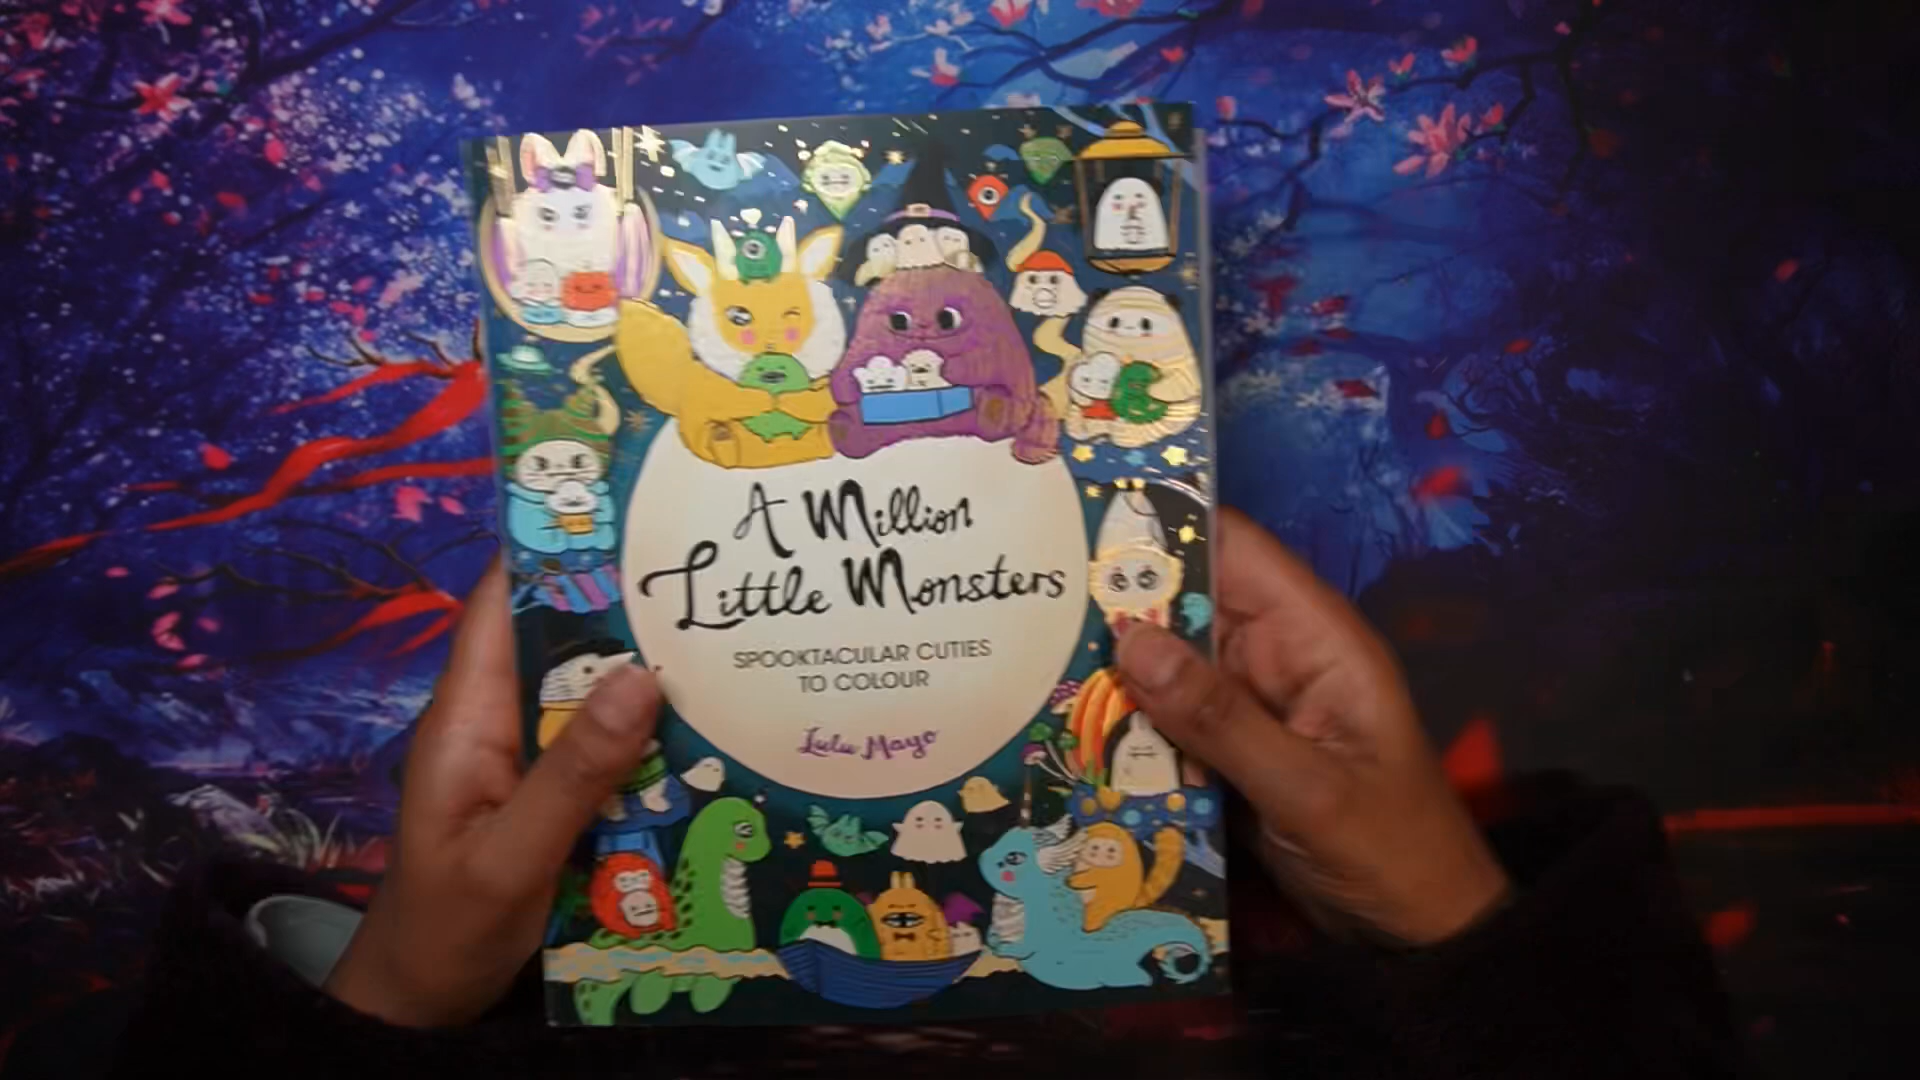 A Million
Little Monsters
SPOOKTACULAR CUTIES
TO COLOUR
Lulu Mayo